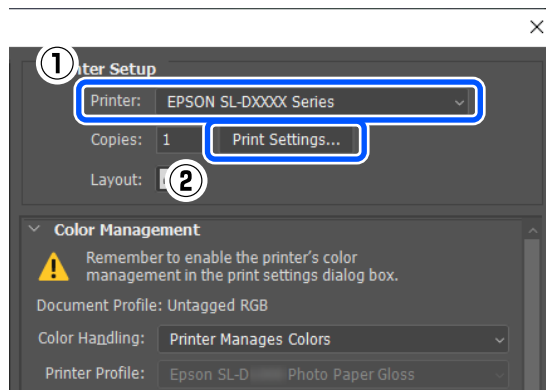 ①
nter Setup
Printer: EPSON SL-DXXXX Series
Copies: 1 Print Settings...
Layout: ②
Color Management
Remember to enable the printer's color
management in the print settings dialog box.
Document Profile: Untagged RGB
Color Handling: Printer Manages Colors
Printer Profile: Epson SL-D Photo Paper Gloss